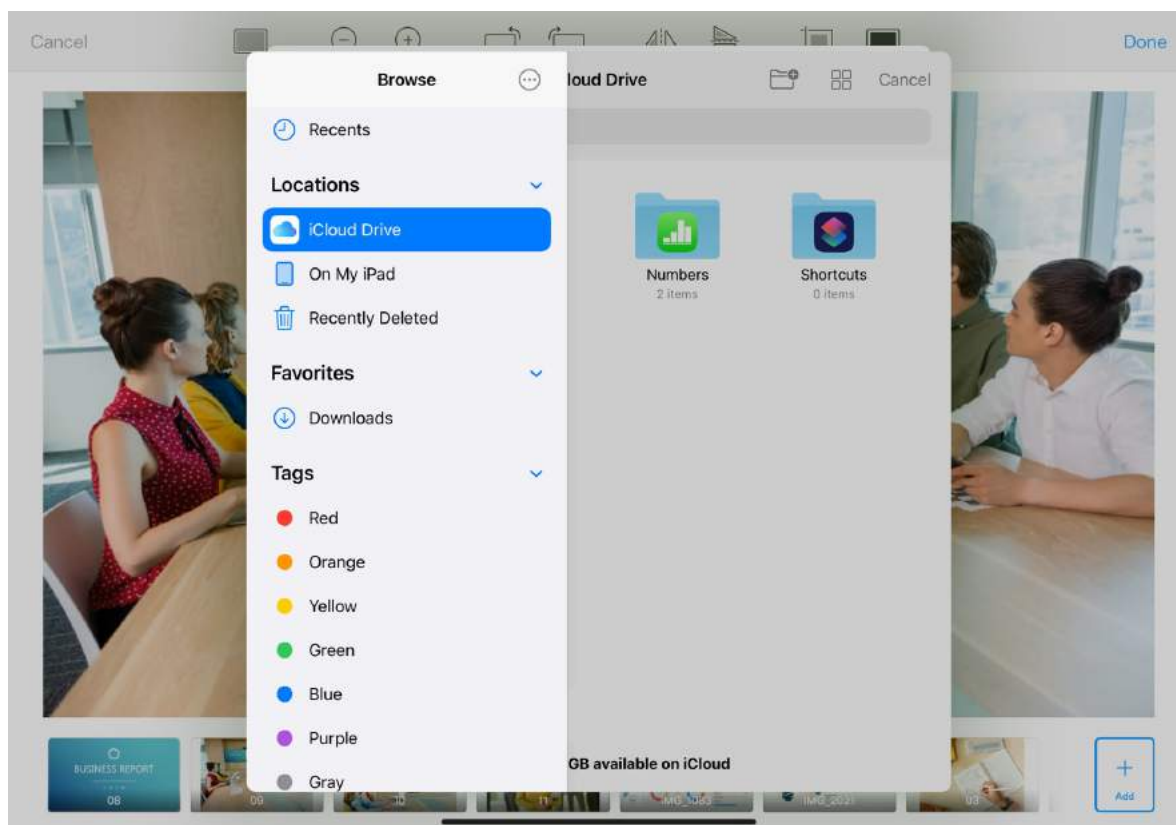 Cancel
Done
Browse
loud Drive
Cancel
Recents
Locations
iCloud Drive
On My iPad
Recently Deleted
Favorites
Downloads
Tags
Red
Orange
Yellow
Green
Blue
Purple
Gray
Numbers
2 items
Shortcuts
0 items
GB available on iCloud
BUSINESS REPORT
08
09
10
11
IMG_2021
03
Add